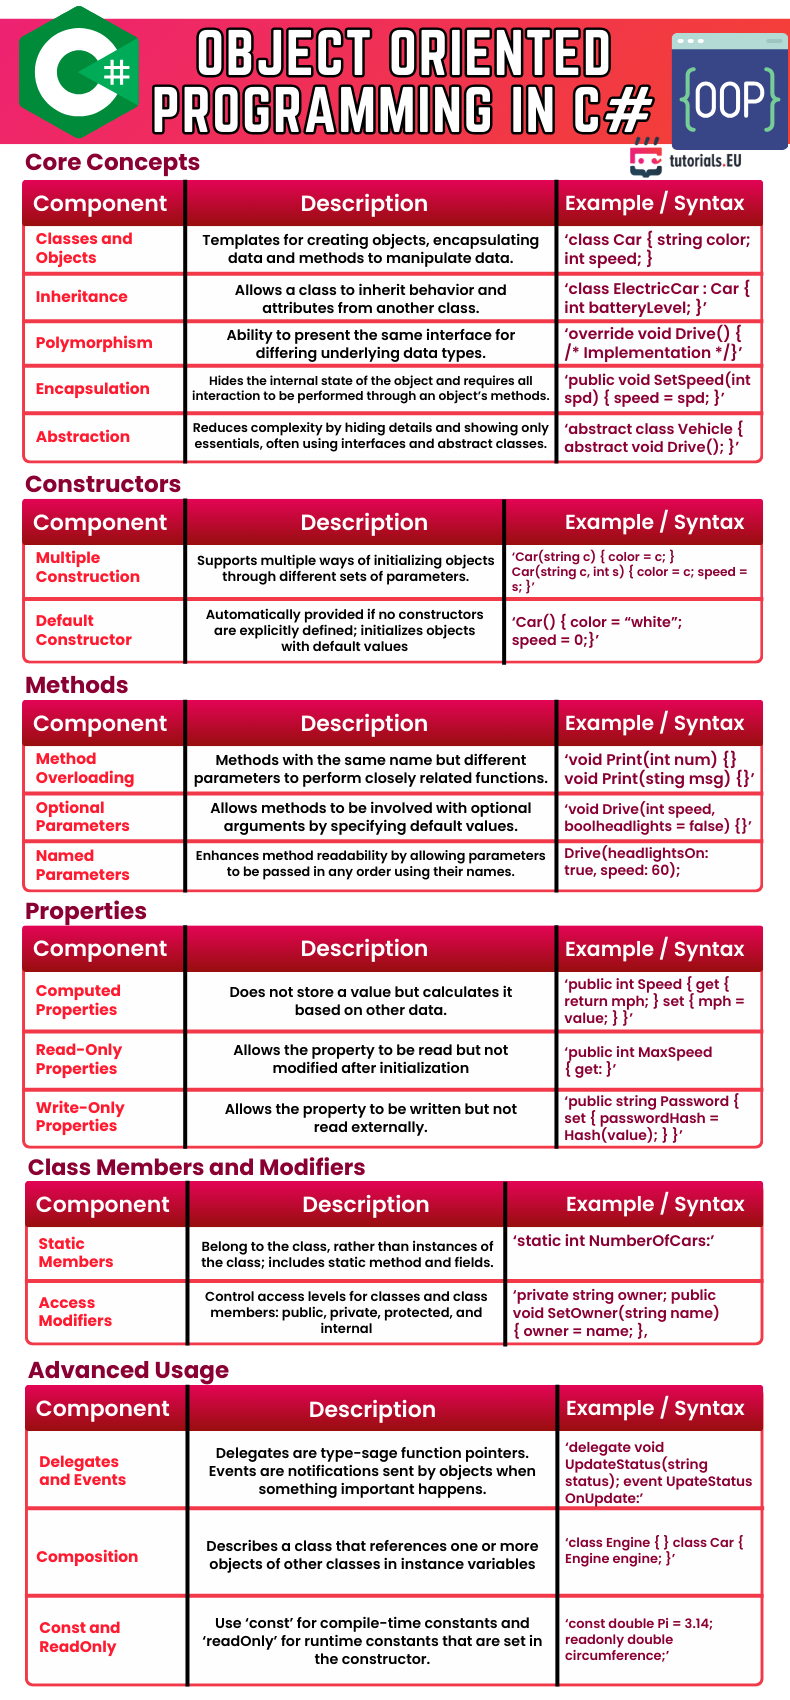 C#
OBJECT ORIENTED
PROGRAMMING IN C#
{OOP}
tutorials.EU
Core Concepts
Component Description Example / Syntax
Classes and
Objects
Templates for creating objects, encapsulating
data and methods to manipulate data.
‘class Car { string color;
int speed; }
Inheritance
Allows a class to inherit behavior and
attributes from another class.
‘class ElectricCar : Car {
int batteryLevel; }’
Polymorphism
Ability to present the same interface for
differing underlying data types.
‘override void Drive() {
/* Implementation */}’
Encapsulation
Hides the internal state of the object and requires all
interaction to be performed through an object’s methods.
‘public void SetSpeed(int
spd) { speed = spd; }’
Abstraction
Reduces complexity by hiding details and showing only
essentials, often using interfaces and abstract classes.
‘abstract class Vehicle {
abstract void Drive(); }’
Constructors
Component Description Example / Syntax
Multiple
Construction
Supports multiple ways of initializing objects
through different sets of parameters.
‘Car(string c) { color = c; }
Car(string c, int s) { color = c; speed =
s; }’
Default
Constructor
Automatically provided if no constructors
are explicitly defined; initializes objects
with default values
‘Car() { color = “white”;
speed = 0;}’
Methods
Component Description Example / Syntax
Method
Overloading
Methods with the same name but different
parameters to perform closely related functions.
‘void Print(int num) {}
void Print(sting msg) {}’
Optional
Parameters
Allows methods to be involved with optional
arguments by specifying default values.
‘void Drive(int speed,
boolheadlights = false) {}’
Named
Parameters
Enhances method readability by allowing parameters
to be passed in any order using their names.
Drive(headlightsOn:
true, speed: 60);
Properties
Component Description Example / Syntax
Computed
Properties
Does not store a value but calculates it
based on other data.
‘public int Speed { get {
return mph; } set { mph =
value; } }’
Read-Only
Properties
Allows the property to be read but not
modified after initialization
‘public int MaxSpeed
{ get: }’
Write-Only
Properties
Allows the property to be written but not
read externally.
‘public string Password {
set { passwordHash =
Hash(value); } }’
Class Members and Modifiers
Component Description Example / Syntax
Static
Members
Belong to the class, rather than instances of
the class; includes static method and fields.
‘static int NumberOfCars:’
Access
Modifiers
Control access levels for classes and class
members: public, private, protected, and
internal
‘private string owner; public
void SetOwner(string name)
{ owner = name; },
Advanced Usage
Component Description Example / Syntax
Delegates
and Events
Delegates are type-sage function pointers.
Events are notifications sent by objects when
something important happens.
‘delegate void
UpdateStatus(string
status); event UpateStatus
OnUpdate:’
Composition
Describes a class that references one or more
objects of other classes in instance variables
‘class Engine { } class Car {
Engine engine; }’
Const and
ReadOnly
Use ‘const’ for compile-time constants and
‘readOnly’ for runtime constants that are set in
the constructor.
‘const double Pi = 3.14;
readonly double
circumference;’